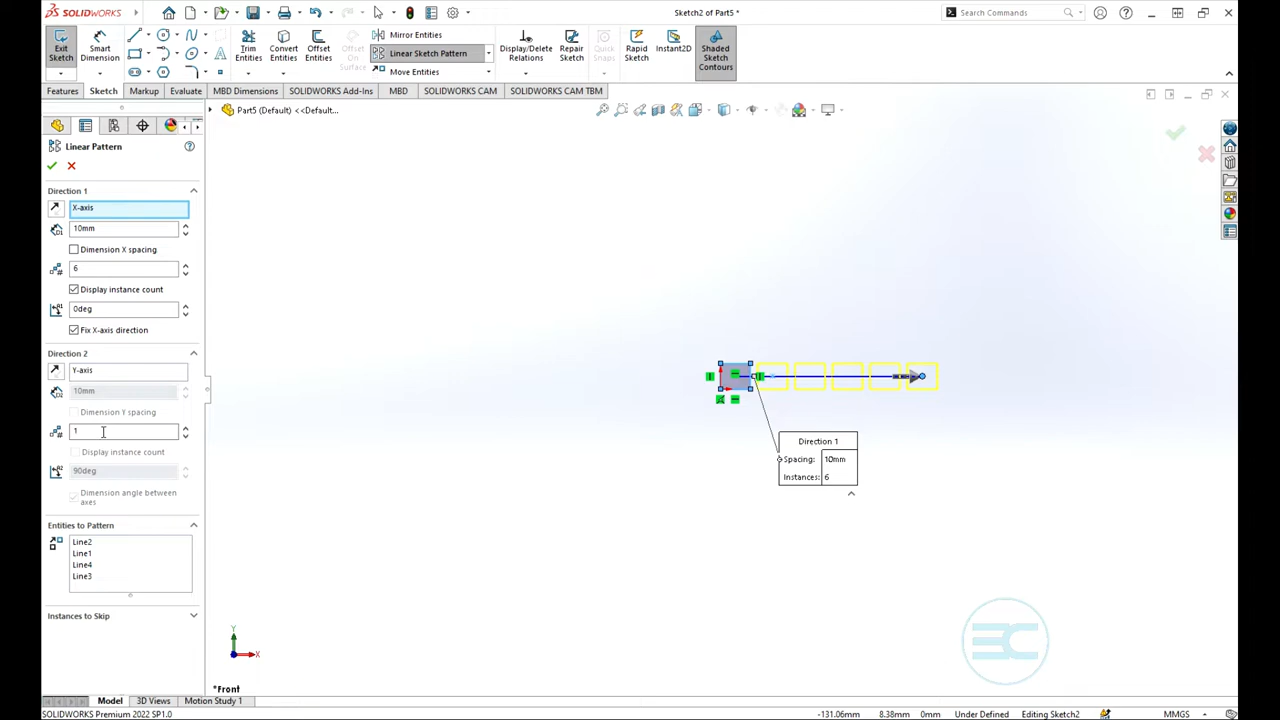 SOLIDWORKS
Sketch2 of Part5 *
Search Commands
Exit Sketch
Smart Dimension
Trim Entities
Convert Entities
Offset Entities
Offset On Surface
Mirror Entities
Linear Sketch Pattern
Move Entities
Display/Delete Relations
Repair Sketch
Quick Snaps
Rapid Sketch
Instant2D
Shaded Sketch Contours
Features
Sketch
Markup
Evaluate
MBD Dimensions
SOLIDWORKS Add-Ins
MBD
SOLIDWORKS CAM
SOLIDWORKS CAM TBM
Part5 (Default) <<Default...
Linear Pattern
Direction 1
X-axis
D1
10mm
Dimension X spacing
6
Display instance count
0deg
Fix X-axis direction
Direction 2
Y-axis
10mm
Dimension Y spacing
1
Display instance count
90deg
Dimension angle between
axes
Entities to Pattern
Line2
Line1
Line4
Line3
Instances to Skip
Direction 1
Spacing: 10mm
Instances: 6
Y
X
*Front
Model
3D Views
Motion Study 1
SOLIDWORKS Premium 2022 SP1.0
-131.06mm
8.38mm
0mm
Under Defined
Editing Sketch2
MMGS